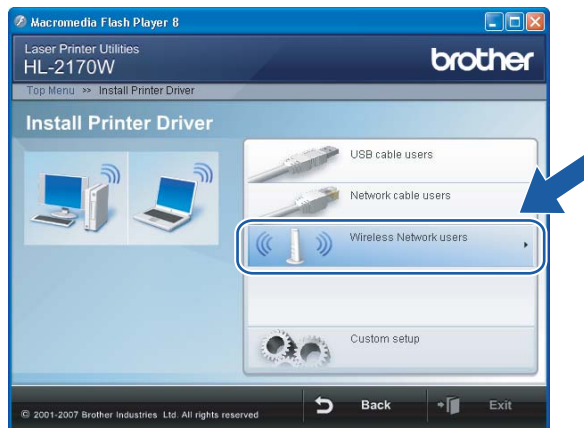 Macromedia Flash Player 8
Laser Printer Utilities
HL-2170W
brother
Top Menu >> Install Printer Driver
Install Printer Driver
USB cable users
Network cable users
Wireless Network users
Custom setup
© 2001-2007 Brother Industries Ltd. All rights reserved
Back
Exit